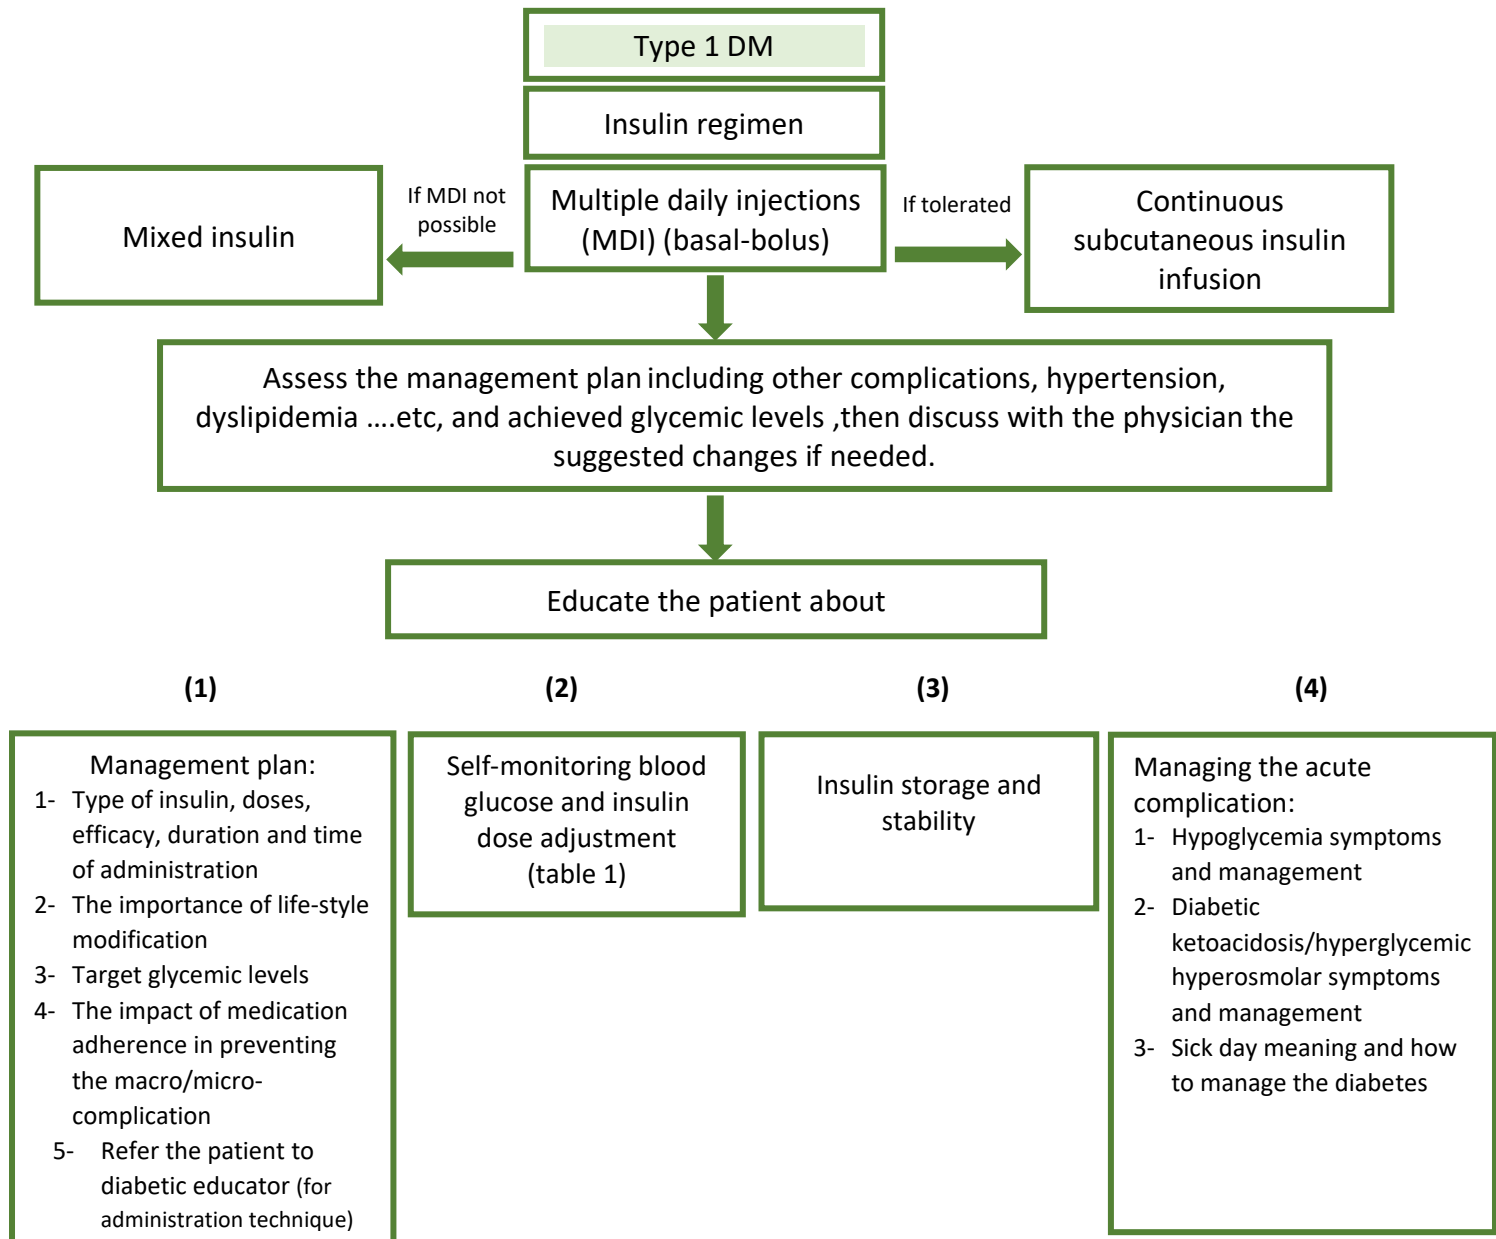 Type 1 DM
Insulin regimen
Mixed insulin
If MDI not
possible
Multiple daily injections
(MDI) (basal-bolus)
If tolerated
Continuous
subcutaneous insulin
infusion
Assess the management plan including other complications, hypertension,
dyslipidemia ....etc, and achieved glycemic levels ,then discuss with the physician the
suggested changes if needed.
Educate the patient about
(1)
(2)
(3)
(4)
Management plan:
1- Type of insulin, doses,
efficacy, duration and time
of administration
2- The importance of life-style
modification
3- Target glycemic levels
4- The impact of medication
adherence in preventing
the macro/micro-
complication
5- Refer the patient to
diabetic educator (for
administration technique)
Self-monitoring blood
glucose and insulin
dose adjustment
(table 1)
Insulin storage and
stability
Managing the acute
complication:
1- Hypoglycemia symptoms
and management
2- Diabetic
ketoacidosis/hyperglycemic
hyperosmolar symptoms
and management
3- Sick day meaning and how
to manage the diabetes